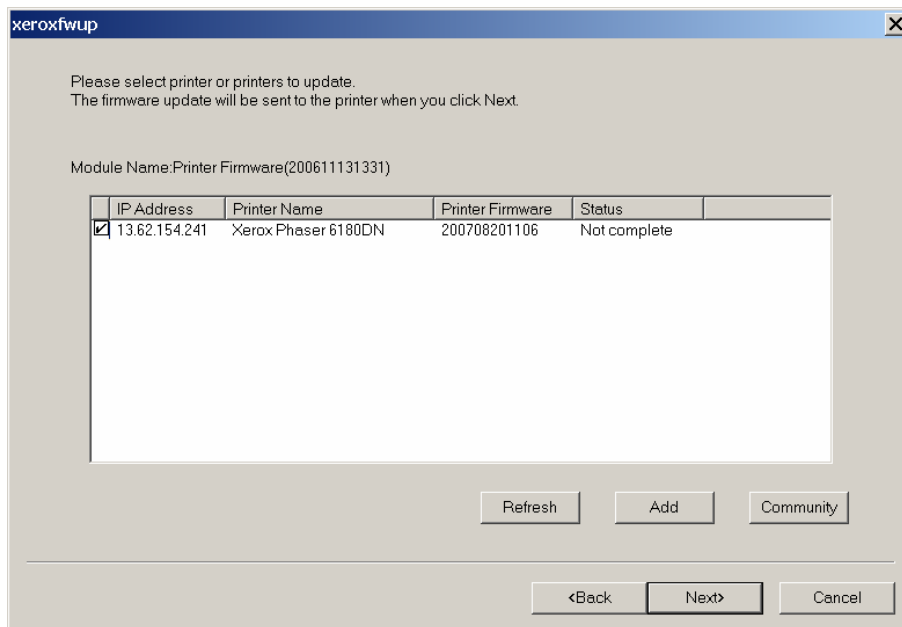 xeroxfwup
Please select printer or printers to update.
The firmware update will be sent to the printer when you click Next.
Module Name:Printer Firmware(200611131331)
IP Address Printer Name Printer Firmware Status
13.62.154.241 Xerox Phaser 6180DN 200708201106 Not complete
Refresh Add Community
<Back Next> Cancel